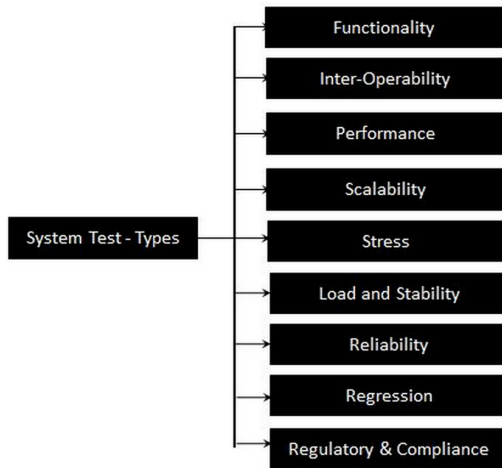 Functionality
Inter-Operability
Performance
Scalability
System Test - Types
Stress
Load and Stability
Reliability
Regression
Regulatory & Compliance